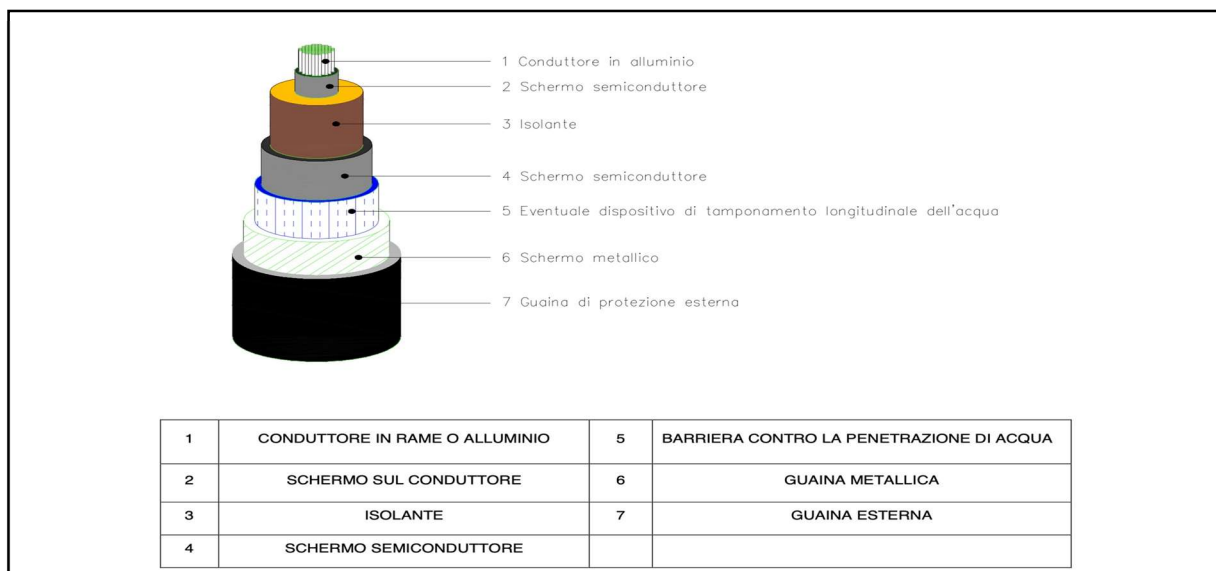 1 Conduttore in alluminio
2 Schermo semiconduttore
3 Isolante
4 Schermo semiconduttore
5 Eventuale dispositivo di tamponamento longitudinale dell'acqua
6 Schermo metallico
7 Guaina di protezione esterna
1 CONDUTTORE IN RAME O ALLUMINIO 5 BARRIERA CONTRO LA PENETRAZIONE DI ACQUA
2 SCHERMO SUL CONDUTTORE 6 GUAINA METALLICA
3 ISOLANTE 7 GUAINA ESTERNA
4 SCHERMO SEMICONDUTTORE